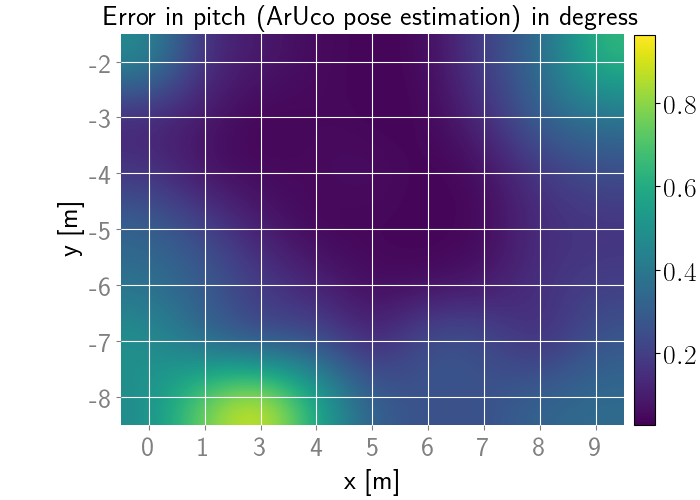 Error in pitch (ArUco pose estimation) in degress
-2
-3
-4
-5
-6
-7
-8
y [m]
0 1 3 4 5 6 7 8 9
x [m]
0.8
0.6
0.4
0.2